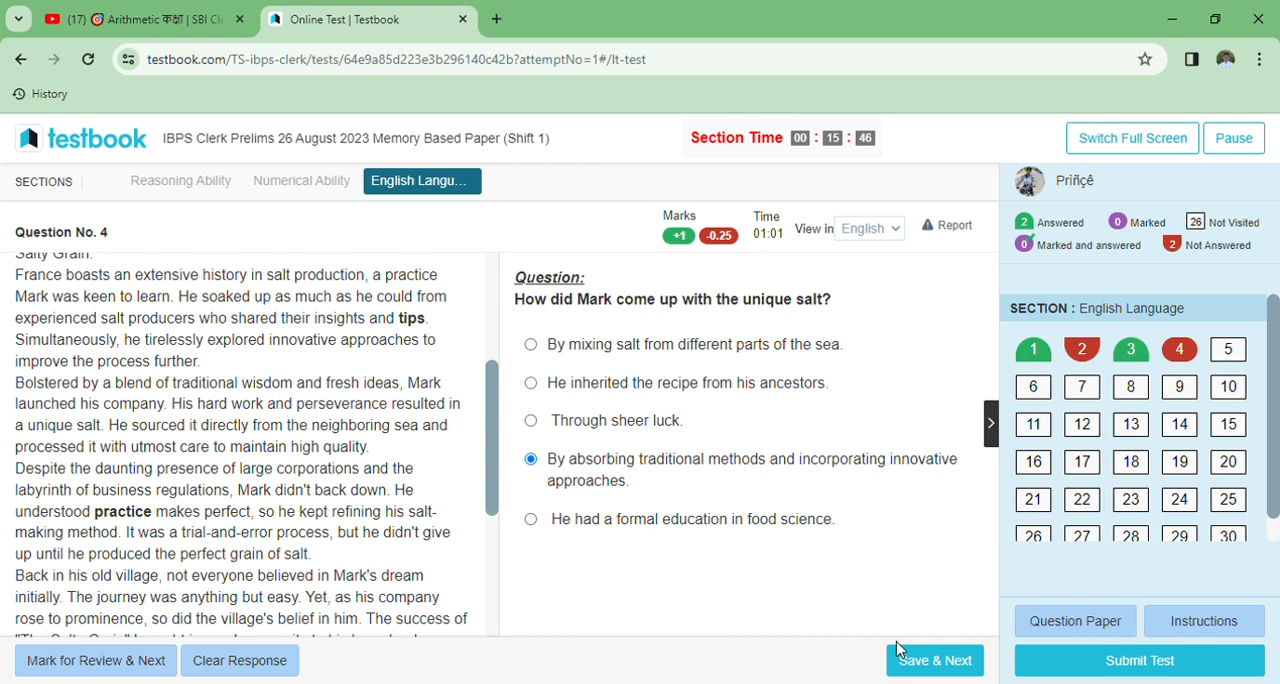 (17) 🎯 Arithmetic कक्षा | SBI Cl
Online Test | Testbook
testbook.com/TS-ibps-clerk/tests/64e9a85d223e3b296140c42b?attemptNo=1#/lt-test
History
testbook
IBPS Clerk Prelims 26 August 2023 Memory Based Paper (Shift 1)
Section Time 00 : 15 : 46
Switch Full Screen
Pause
SECTIONS
Reasoning Ability
Numerical Ability
English Langu...
Prïñçê
Question No. 4
Marks
+1 -0.25
Time
01:01
View in English
Report
2 Answered
0 Marked
26 Not Visited
0 Marked and answered
2 Not Answered
Salty Grain.
France boasts an extensive history in salt production, a practice
Mark was keen to learn. He soaked up as much as he could from
experienced salt producers who shared their insights and tips.
Simultaneously, he tirelessly explored innovative approaches to
improve the process further.
Bolstered by a blend of traditional wisdom and fresh ideas, Mark
launched his company. His hard work and perseverance resulted in
a unique salt. He sourced it directly from the neighboring sea and
processed it with utmost care to maintain high quality.
Despite the daunting presence of large corporations and the
labyrinth of business regulations, Mark didn't back down. He
understood practice makes perfect, so he kept refining his salt-
making method. It was a trial-and-error process, but he didn't give
up until he produced the perfect grain of salt.
Back in his old village, not everyone believed in Mark's dream
initially. The journey was anything but easy. Yet, as his company
rose to prominence, so did the village's belief in him. The success of
Question:
How did Mark come up with the unique salt?
By mixing salt from different parts of the sea.
He inherited the recipe from his ancestors.
Through sheer luck.
By absorbing traditional methods and incorporating innovative
approaches.
He had a formal education in food science.
SECTION : English Language
1 2 3 4 5
6 7 8 9 10
11 12 13 14 15
16 17 18 19 20
21 22 23 24 25
26 27 28 29 30
Question Paper
Instructions
Mark for Review & Next
Clear Response
Save & Next
Submit Test